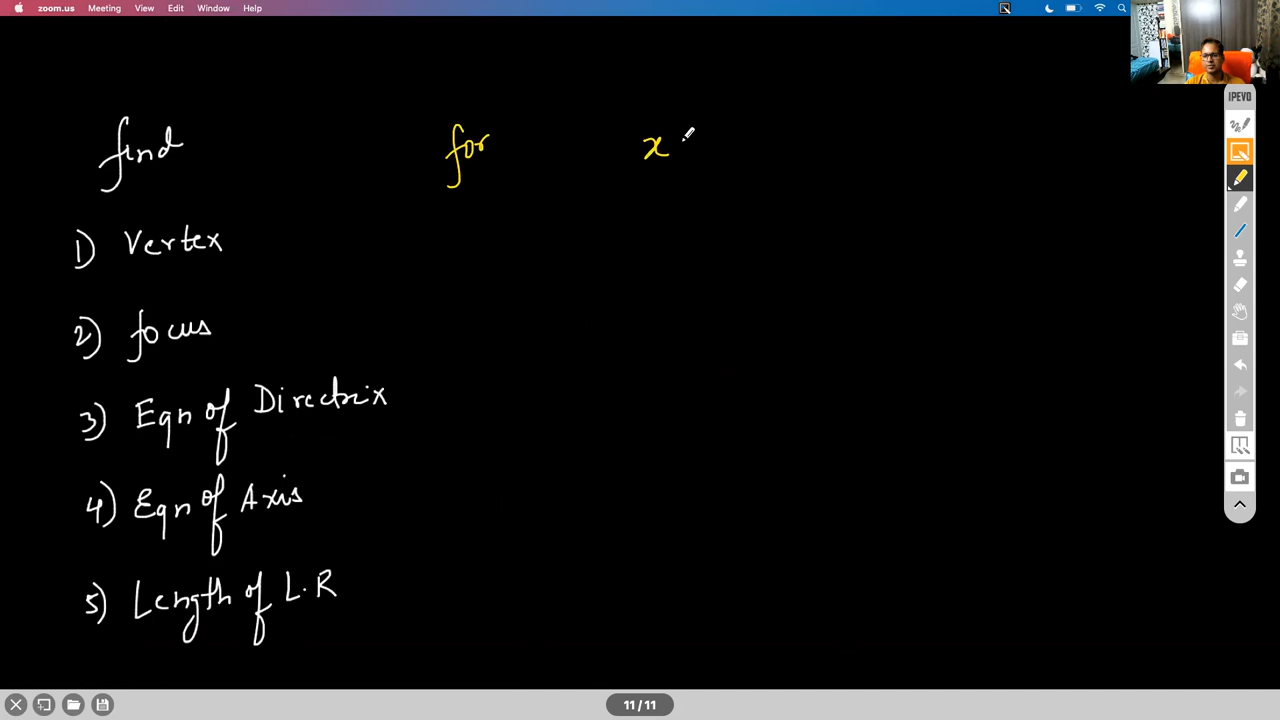 zoom.us Meeting View Edit Window Help
IPEVO
find for x
1) Vertex
2) focus
3) Eqn of Directrix
4) Eqn of Axis
5) Length of L.R
11/11